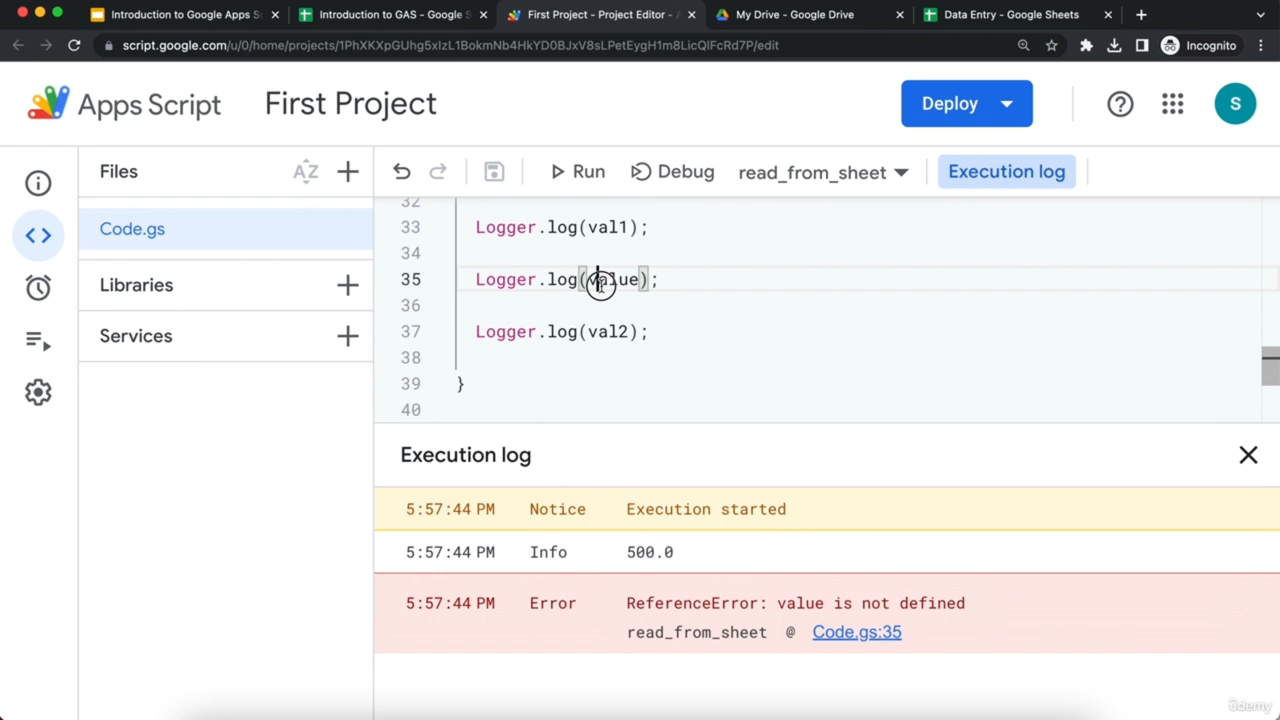 Introduction to Google Apps S
Introduction to GAS - Google S
First Project - Project Editor - A
My Drive - Google Drive
Data Entry - Google Sheets
script.google.com/u/0/home/projects/1PhXKXpGUhg5xIzL1BokmNb4HkYD0BJxV8sLPetEygH1m8LicQlFcRd7P/edit
Incognito
Apps Script
First Project
Deploy
S
Files
AZ
Run
Debug
read_from_sheet
Execution log
Code.gs
Libraries
Services
32
33 Logger.log(val1);
34
35 Logger.log(value);
36
37 Logger.log(val2);
38
39 }
40
Execution log
5:57:44 PM Notice Execution started
5:57:44 PM Info 500.0
5:57:44 PM Error ReferenceError: value is not defined
read_from_sheet @ Code.gs:35
ûdemy